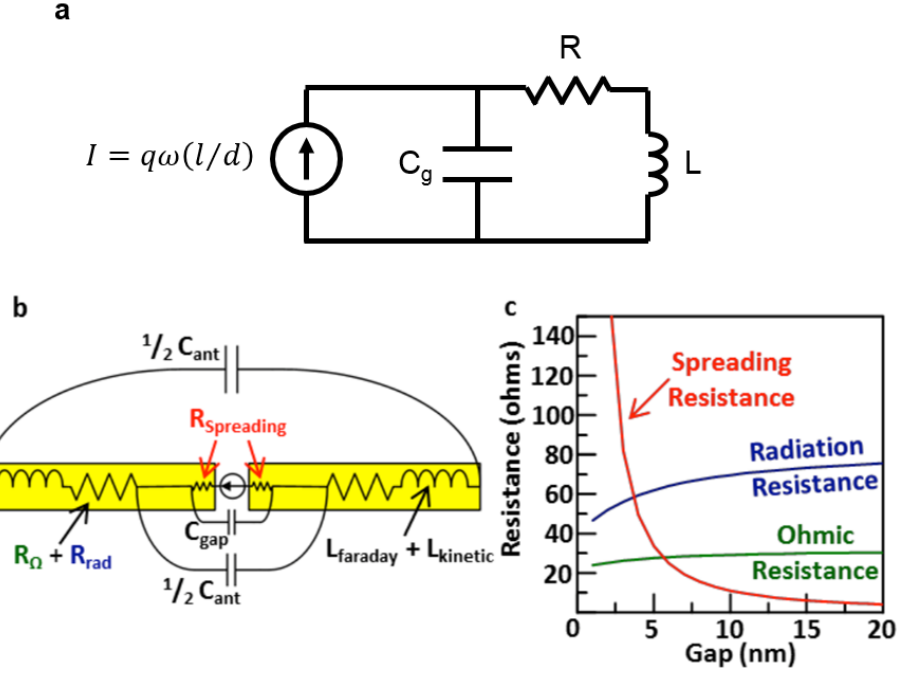 a
R
I = qω(l/d)
Cg
L
b
1/2 Cant
RSpreading
Cgap
RΩ + Rrad
Lfaraday + Lkinetic
1/2 Cant
c
Resistance (ohms)
140
120
100
80
60
40
20
Spreading
Resistance
Radiation
Resistance
Ohmic
Resistance
0 5 10 15 20
Gap (nm)